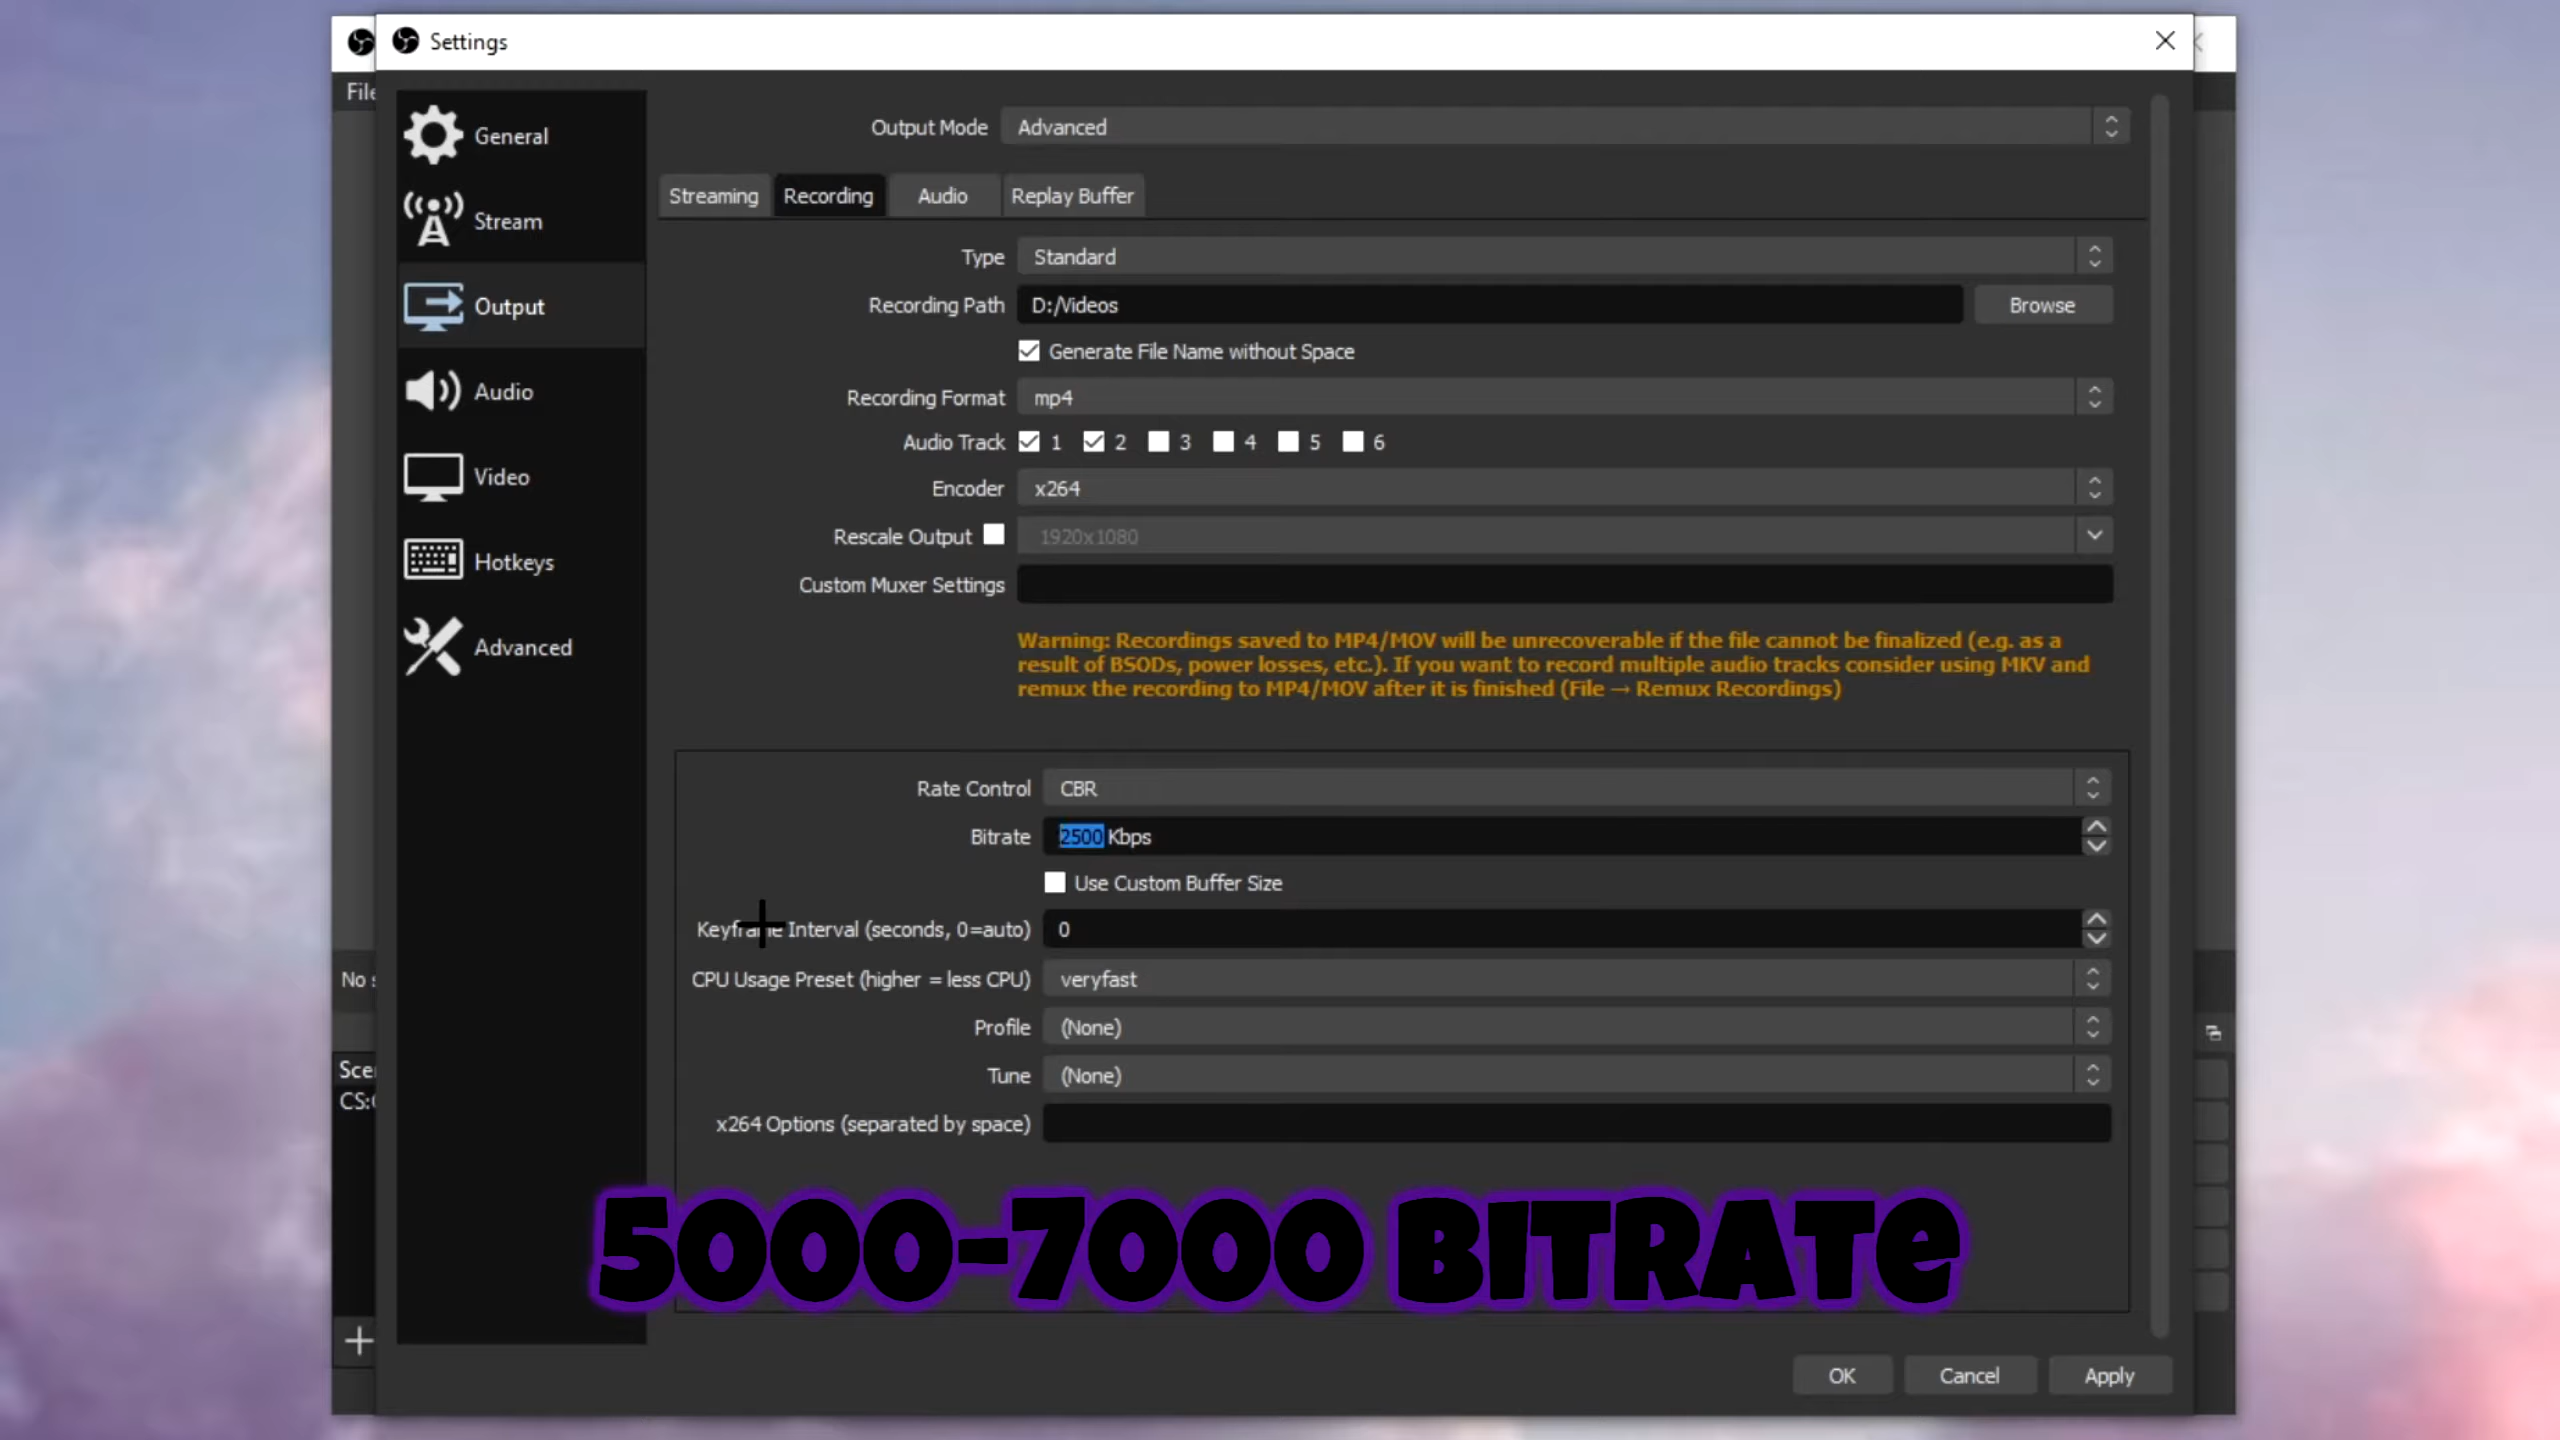 Settings
File
General
Stream
Output
Audio
Video
Hotkeys
Advanced
Output Mode Advanced
Streaming Recording Audio Replay Buffer
Type Standard
Recording Path D:/Videos Browse
Generate File Name without Space
Recording Format mp4
Audio Track 1 2 3 4 5 6
Encoder x264
Rescale Output 1920x1080
Custom Muxer Settings
Warning: Recordings saved to MP4/MOV will be unrecoverable if the file cannot be finalized (e.g. as a
result of BSODs, power losses, etc.). If you want to record multiple audio tracks consider using MKV and
remux the recording to MP4/MOV after it is finished (File → Remux Recordings)
Rate Control CBR
Bitrate 2500 Kbps
Use Custom Buffer Size
Keyframe Interval (seconds, 0=auto) 0
CPU Usage Preset (higher = less CPU) veryfast
Profile (None)
Tune (None)
x264 Options (separated by space)
No
5000-7000 BITRATE
OK Cancel Apply